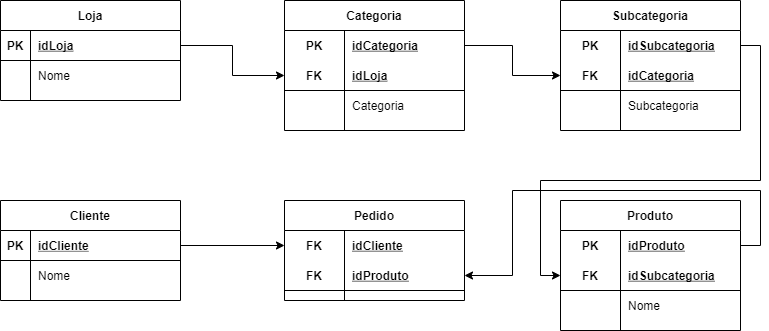 Loja
PK idLoja
Nome
Categoria
PK idCategoria
FK idLoja
Categoria
Subcategoria
PK idSubcategoria
FK idCategoria
Subcategoria
Cliente
PK idCliente
Nome
Pedido
FK idCliente
FK idProduto
Produto
PK idProduto
FK idSubcategoria
Nome